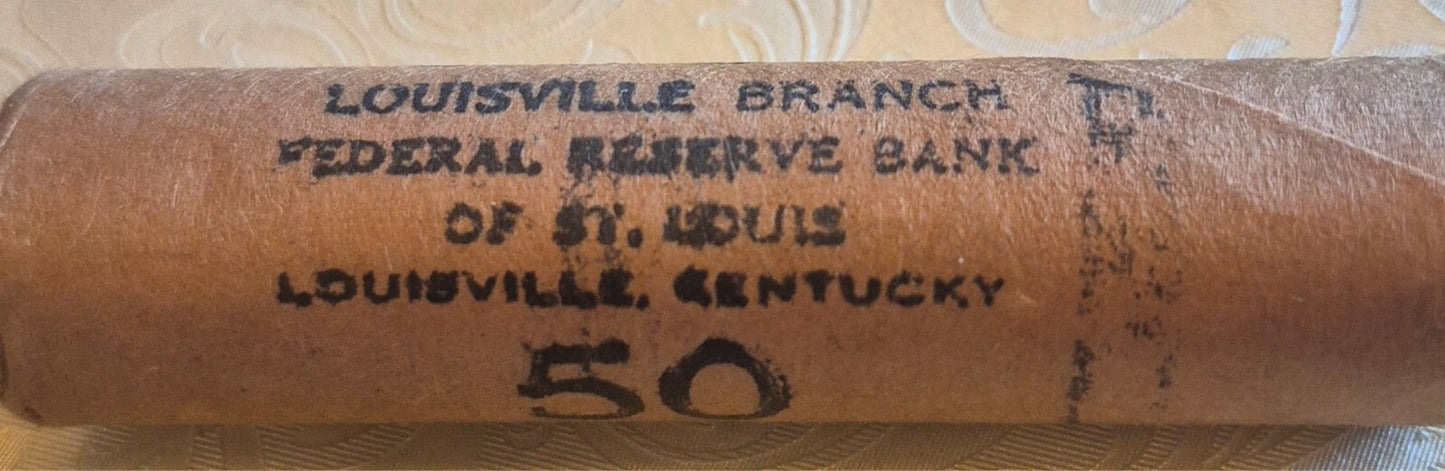 LOUISVILLE BRANCH
FEDERAL RESERVE BANK
OF ST. LOUIS
LOUISVILLE, KENTUCKY
50